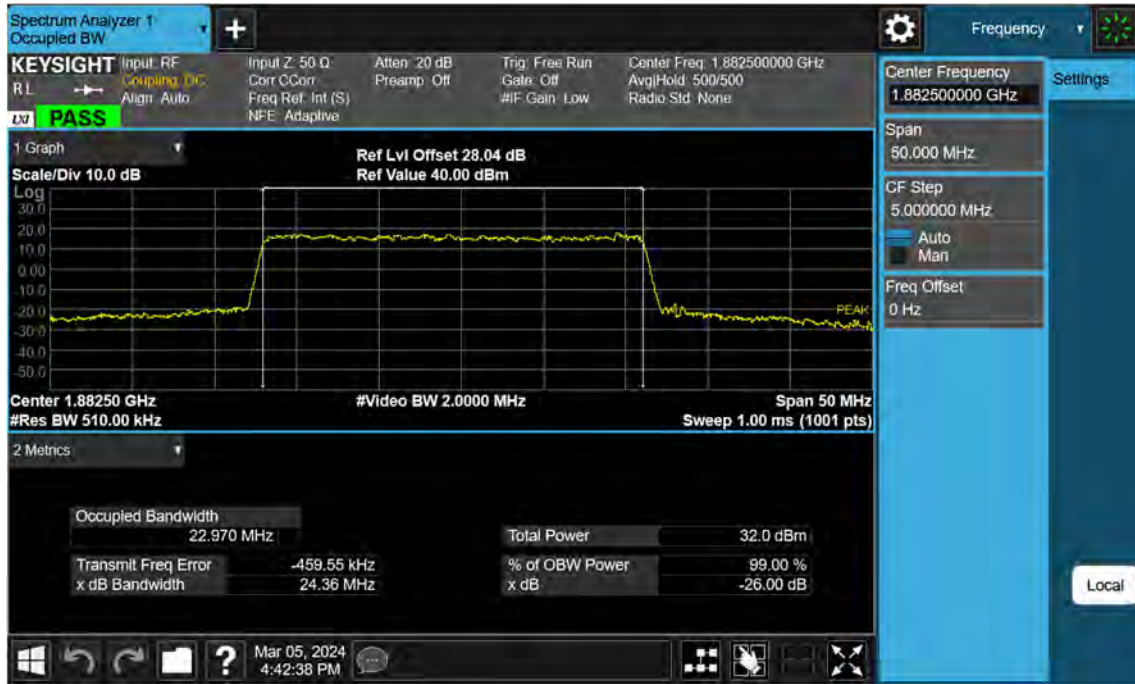 Spectrum Analyzer 1
Occupied BW
+
Frequency
KEYSIGHT
R L
LXI PASS
Input: RF
Coupling: DC
Align: Auto
Input Z: 50 Ω
Corr CCorr
Freq Ref: Int (S)
NFE: Adaptive
Atten: 20 dB
Preamp: Off
Trig: Free Run
Gate: Off
#IF Gain: Low
Center Freq: 1.882500000 GHz
Avg|Hold: 500/500
Radio Std: None
1 Graph
Scale/Div 10.0 dB
Ref Lvl Offset 28.04 dB
Ref Value 40.00 dBm
Log
30.0
20.0
10.0
0.00
-10.0
-20.0
-30.0
-40.0
-50.0
PEAK
Center 1.88250 GHz
#Res BW 510.00 kHz
#Video BW 2.0000 MHz
Span 50 MHz
Sweep 1.00 ms (1001 pts)
2 Metrics
Occupied Bandwidth
22.970 MHz
Transmit Freq Error -459.55 kHz
x dB Bandwidth 24.36 MHz
Total Power 32.0 dBm
% of OBW Power 99.00 %
x dB -26.00 dB
Center Frequency
1.882500000 GHz
Span
50.000 MHz
CF Step
5.000000 MHz
Auto
Man
Freq Offset
0 Hz
Settings
Local
?
Mar 05, 2024
4:42:38 PM